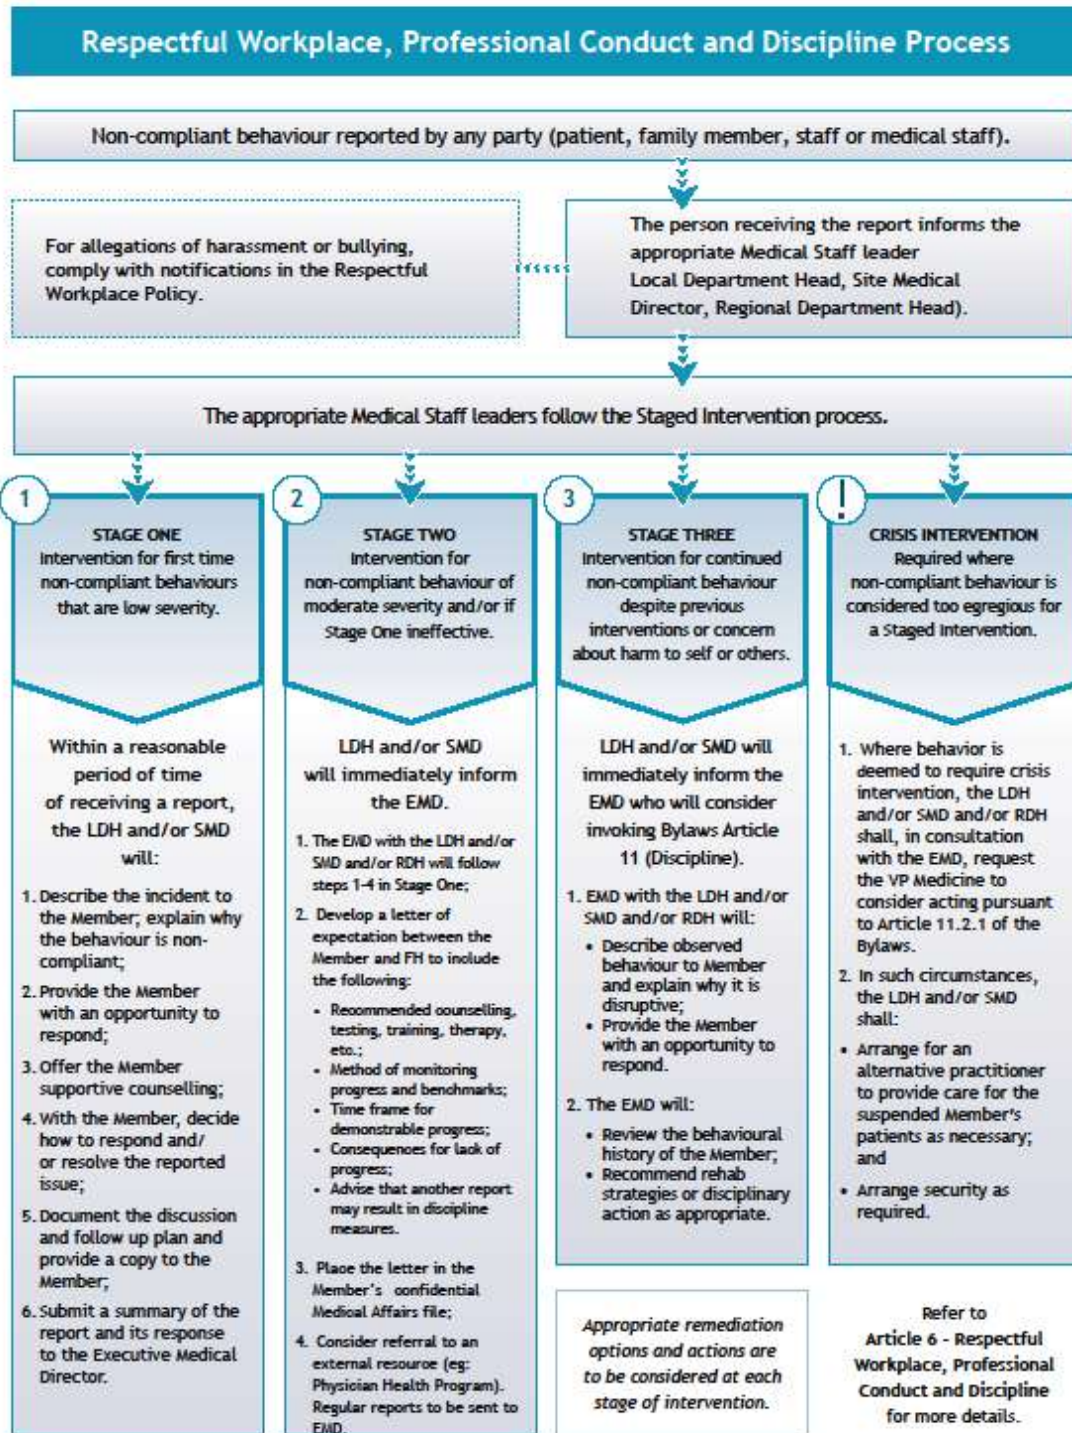 Respectful Workplace, Professional Conduct and Discipline Process
Non-compliant behaviour reported by any party (patient, family member, staff or medical staff).
For allegations of harassment or bullying,
comply with notifications in the Respectful
Workplace Policy.
The person receiving the report informs the
appropriate Medical Staff leader
Local Department Head, Site Medical
Director, Regional Department Head).
The appropriate Medical Staff leaders follow the Staged Intervention process.
1
STAGE ONE
Intervention for first time
non-compliant behaviours
that are low severity.
Within a reasonable
period of time
of receiving a report,
the LDH and/or SMD
will:
1. Describe the incident to
the Member; explain why
the behaviour is non-
compliant;
2. Provide the Member
with an opportunity to
respond;
3. Offer the Member
supportive counselling;
4. With the Member, decide
how to respond and/
or resolve the reported
issue;
5. Document the discussion
and follow up plan and
provide a copy to the
Member;
6. Submit a summary of the
report and its response
to the Executive Medical
Director.
2
STAGE TWO
Intervention for
non-compliant behaviour of
moderate severity and/or if
Stage One ineffective.
LDH and/or SMD
will immediately inform
the EMD.
1. The EMD with the LDH and/or
SMD and/or RDH will follow
steps 1-4 in Stage One;
2. Develop a letter of
expectation between the
Member and FH to include
the following:
• Recommended counselling,
testing, training, therapy,
etc.;
• Method of monitoring
progress and benchmarks;
• Time frame for
demonstrable progress;
• Consequences for lack of
progress;
• Advise that another report
may result in discipline
measures.
3. Place the letter in the
Member's confidential
Medical Affairs file;
4. Consider referral to an
external resource (eg:
Physician Health Program).
Regular reports to be sent to
EMD.
3
STAGE THREE
Intervention for continued
non-compliant behaviour
despite previous
interventions or concern
about harm to self or others.
LDH and/or SMD will
immediately inform the
EMD who will consider
invoking Bylaws Article
11 (Discipline).
1. EMD with the LDH and/or
SMD and/or RDH will:
• Describe observed
behaviour to Member
and explain why it is
disruptive;
• Provide the Member
with an opportunity to
respond.
2. The EMD will:
• Review the behavioural
history of the Member;
• Recommend rehab
strategies or disciplinary
action as appropriate.
Appropriate remediation
options and actions are
to be considered at each
stage of intervention.
!
CRISIS INTERVENTION
Required where
non-compliant behaviour is
considered too egregious for
a Staged Intervention.
1. Where behavior is
deemed to require crisis
intervention, the LDH
and/or SMD and/or RDH
shall, in consultation
with the EMD, request
the VP Medicine to
consider acting pursuant
to Article 11.2.1 of the
Bylaws.
2. In such circumstances,
the LDH and/or SMD
shall:
• Arrange for an
alternative practitioner
to provide care for the
suspended Member's
patients as necessary;
and
• Arrange security as
required.
Refer to
Article 6 - Respectful
Workplace, Professional
Conduct and Discipline
for more details.